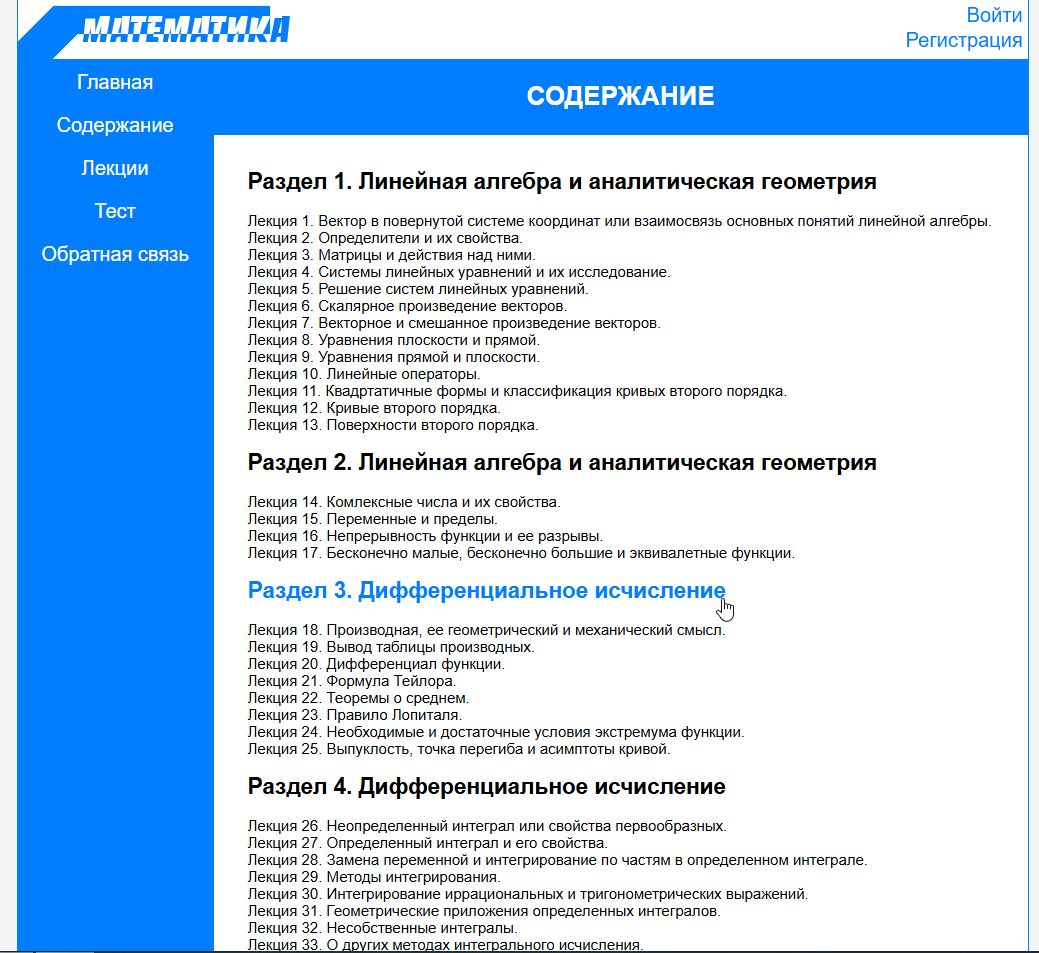 МАТЕМАТИКА
Войти
Регистрация
Главная
Содержание
Лекции
Тест
Обратная связь
СОДЕРЖАНИЕ
Раздел 1. Линейная алгебра и аналитическая геометрия
Лекция 1. Вектор в повернутой системе координат или взаимосвязь основных понятий линейной алгебры.
Лекция 2. Определители и их свойства.
Лекция 3. Матрицы и действия над ними.
Лекция 4. Системы линейных уравнений и их исследование.
Лекция 5. Решение систем линейных уравнений.
Лекция 6. Скалярное произведение векторов.
Лекция 7. Векторное и смешанное произведение векторов.
Лекция 8. Уравнения плоскости и прямой.
Лекция 9. Уравнения прямой и плоскости.
Лекция 10. Линейные операторы.
Лекция 11. Квадртатичные формы и классификация кривых второго порядка.
Лекция 12. Кривые второго порядка.
Лекция 13. Поверхности второго порядка.
Раздел 2. Линейная алгебра и аналитическая геометрия
Лекция 14. Комлексные числа и их свойства.
Лекция 15. Переменные и пределы.
Лекция 16. Непрерывность функции и ее разрывы.
Лекция 17. Бесконечно малые, бесконечно большие и эквивалетные функции.
Раздел 3. Дифференциальное исчисление
Лекция 18. Производная, ее геометрический и механический смысл.
Лекция 19. Вывод таблицы производных.
Лекция 20. Дифференциал функции.
Лекция 21. Формула Тейлора.
Лекция 22. Теоремы о среднем.
Лекция 23. Правило Лопиталя.
Лекция 24. Необходимые и достаточные условия экстремума функции.
Лекция 25. Выпуклость, точка перегиба и асимптоты кривой.
Раздел 4. Дифференциальное исчисление
Лекция 26. Неопределенный интеграл или свойства первообразных.
Лекция 27. Определенный интеграл и его свойства.
Лекция 28. Замена переменной и интегрирование по частям в определенном интеграле.
Лекция 29. Методы интегрирования.
Лекция 30. Интегрирование иррациональных и тригонометрических выражений.
Лекция 31. Геометрические приложения определенных интегралов.
Лекция 32. Несобственные интегралы.
Лекция 33. О других методах интегрального исчисления.